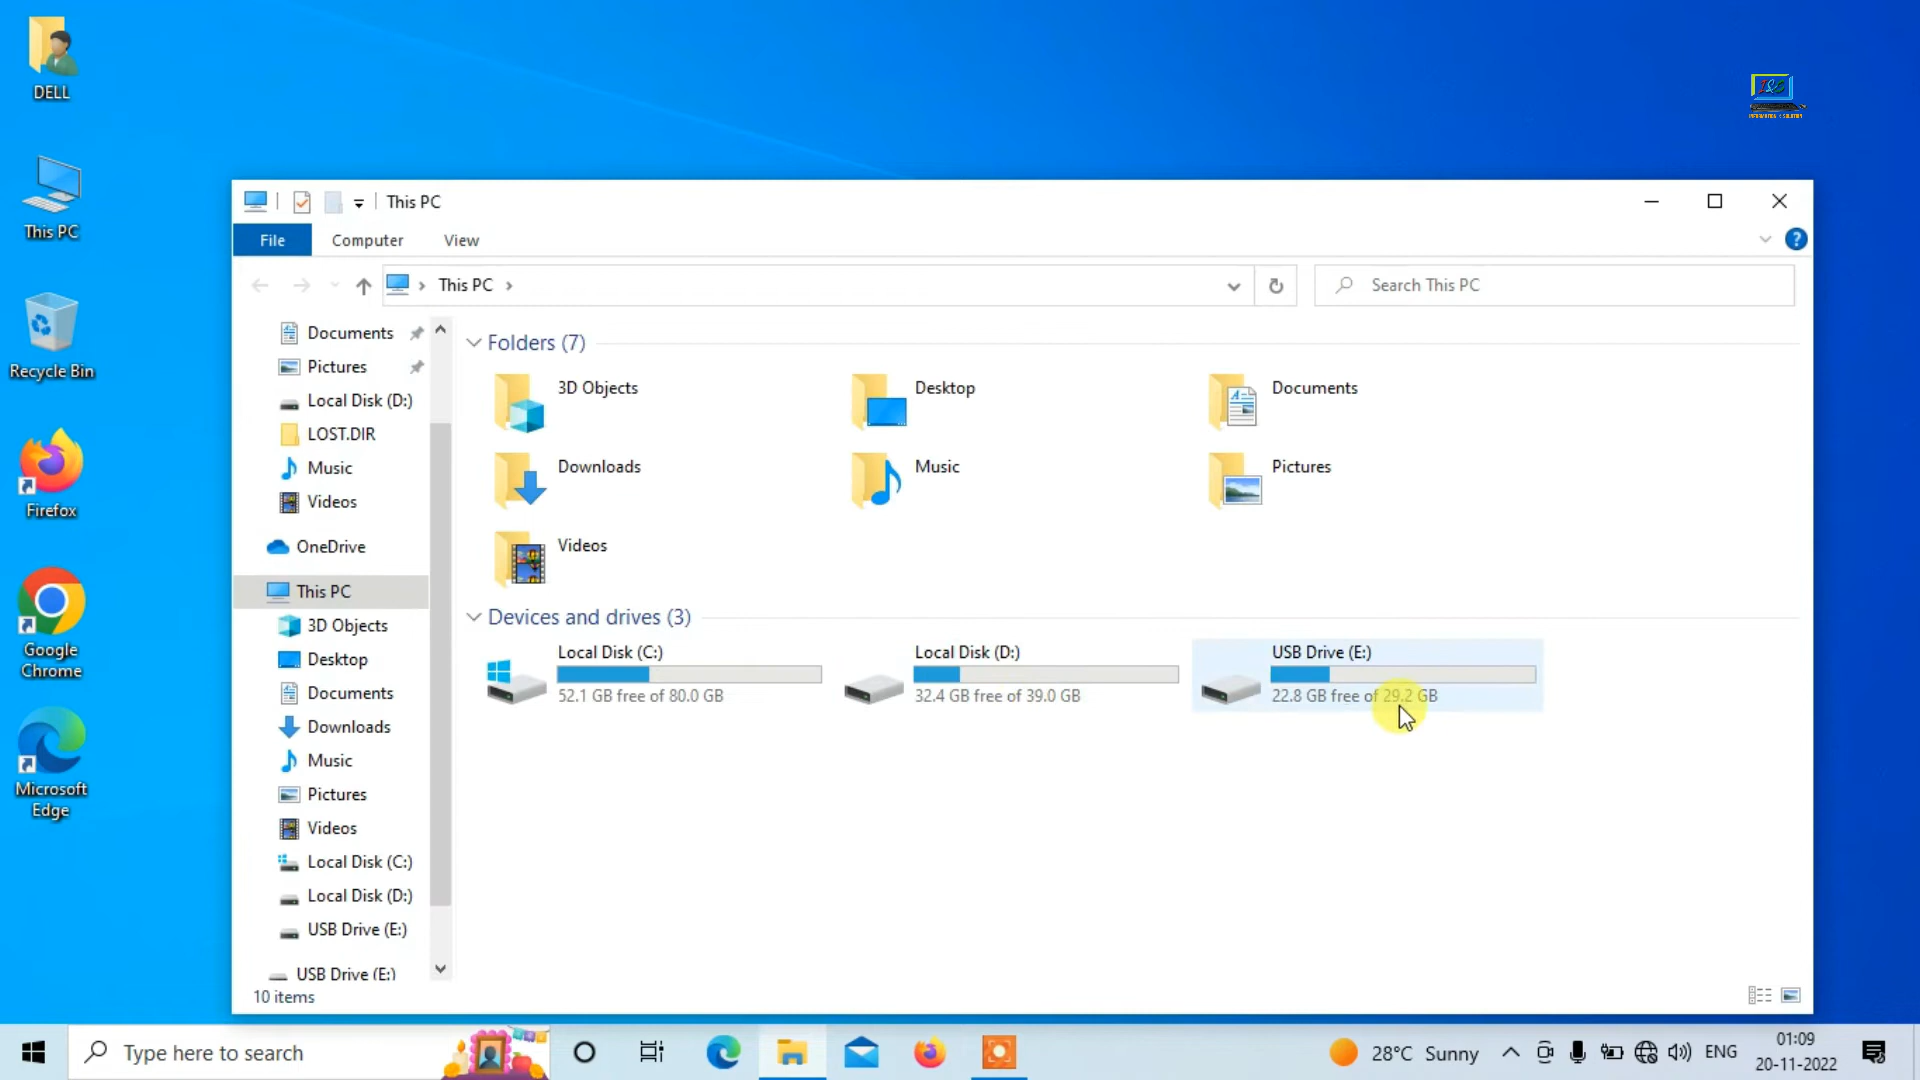 DELL
This PC
Recycle Bin
Firefox
Google
Chrome
Microsoft
Edge
I&S
INFORMATION & SOLUTION
This PC
File
Computer
View
This PC
Search This PC
Documents
Pictures
Local Disk (D:)
LOST.DIR
Music
Videos
OneDrive
This PC
3D Objects
Desktop
Documents
Downloads
Music
Pictures
Videos
Local Disk (C:)
Local Disk (D:)
USB Drive (E:)
USB Drive (E:)
Folders (7)
3D Objects
Desktop
Documents
Downloads
Music
Pictures
Videos
Devices and drives (3)
Local Disk (C:)
52.1 GB free of 80.0 GB
Local Disk (D:)
32.4 GB free of 39.0 GB
USB Drive (E:)
22.8 GB free of 29.2 GB
10 items
Type here to search
28°C Sunny
ENG
01:09
20-11-2022